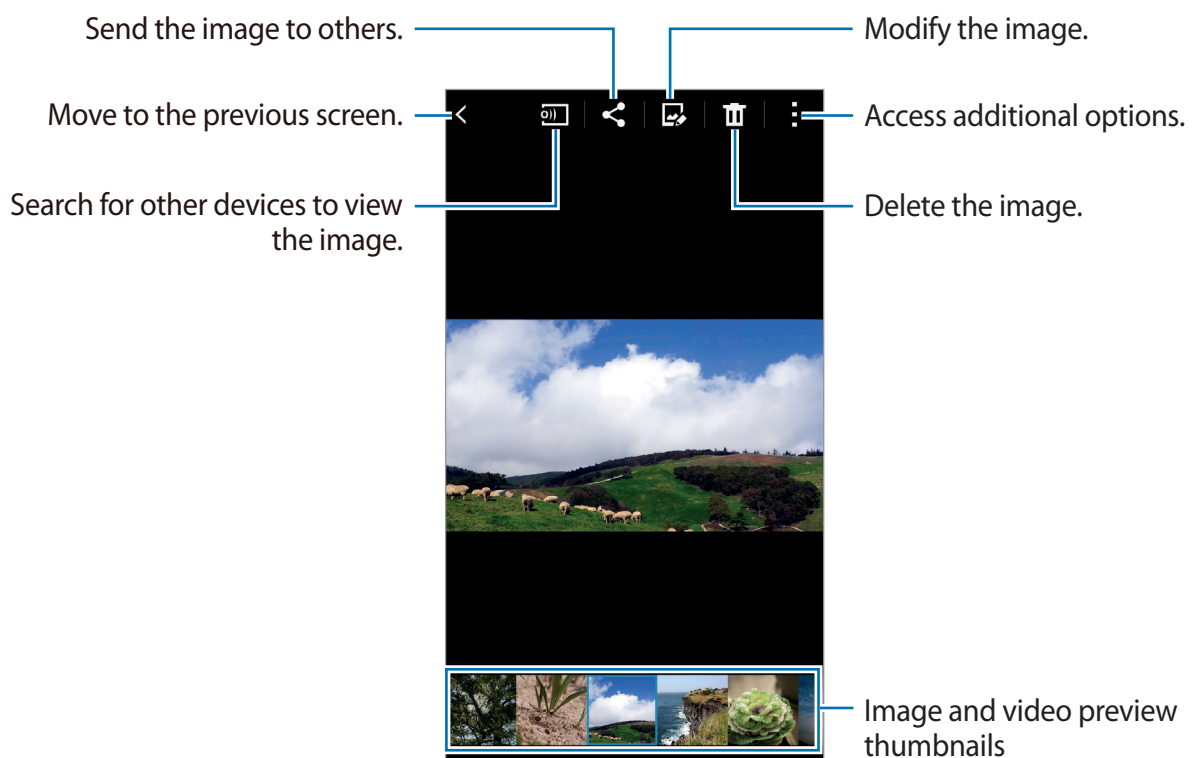 Send the image to others.
Modify the image.
Move to the previous screen.
Access additional options.
Search for other devices to view
the image.
Delete the image.
Image and video preview
thumbnails